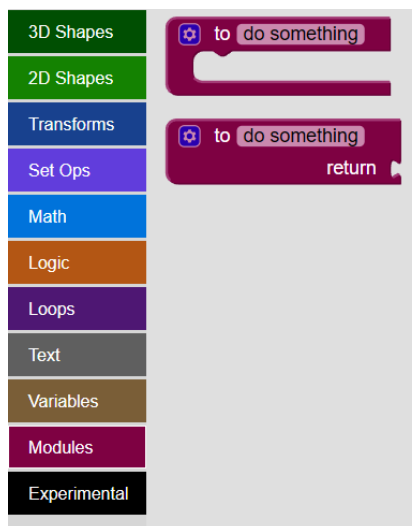 3D Shapes
2D Shapes
Transforms
Set Ops
Math
Logic
Loops
Text
Variables
Modules
Experimental
to do something
to do something
return